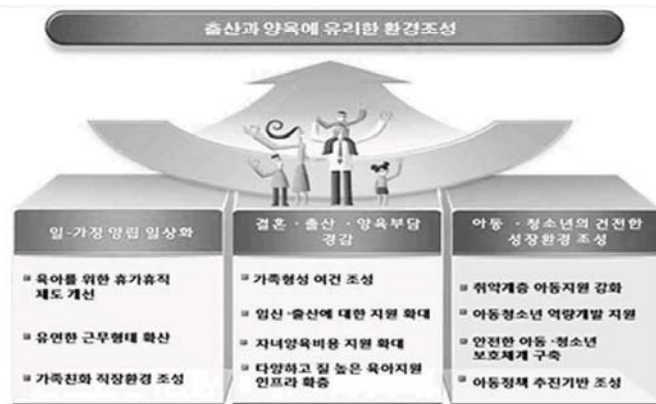 출산과 양육에 유리한 환경조성
일-가정 양립 일상화
육아를 위한 휴가휴직
제도 개선
유연한 근무형태 확산
가족친화 직장환경 조성
결혼·출산·양육부담
경감
가족형성 여건 조성
임신·출산에 대한 지원 확대
자녀양육비용 지원 확대
다양하고 질 높은 육아지원
인프라 확충
아동·청소년의 건전한
성장환경 조성
취약계층 아동지원 강화
아동청소년 역량개발 지원
안전한 아동·청소년
보호체계 구축
아동정책 추진기반 조성